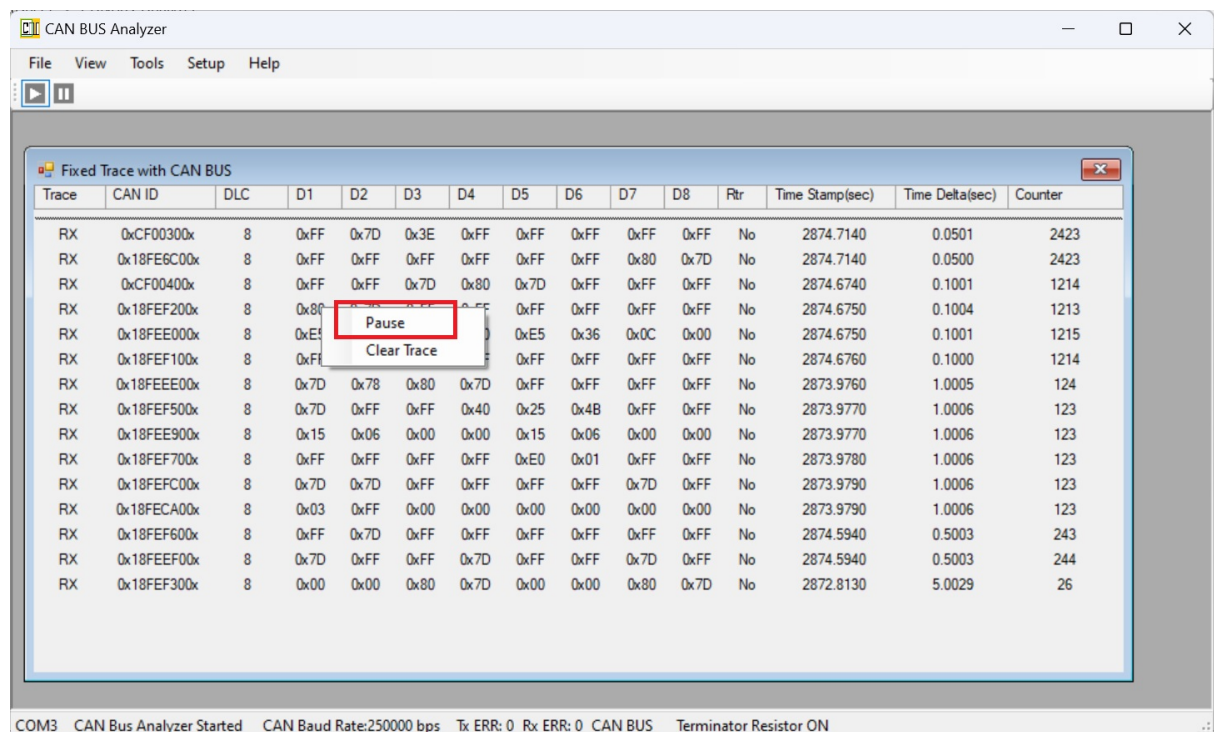 CAN BUS Analyzer
File View Tools Setup Help
Fixed Trace with CAN BUS
Trace CAN ID DLC D1 D2 D3 D4 D5 D6 D7 D8 Rtr Time Stamp(sec) Time Delta(sec) Counter
RX 0xCF00300x 8 0xFF 0x7D 0x3E 0xFF 0xFF 0xFF 0xFF 0xFF No 2874.7140 0.0501 2423
RX 0x18FE6C00x 8 0xFF 0xFF 0xFF 0xFF 0xFF 0xFF 0x80 0x7D No 2874.7140 0.0500 2423
RX 0xCF00400x 8 0xFF 0xFF 0x7D 0x80 0x7D 0xFF 0xFF 0xFF No 2874.6740 0.1001 1214
RX 0x18FEF200x 8 0xFF 0xFF 0xFF 0xFF No 2874.6750 0.1004 1213
Pause
RX 0x18FEE000x 8 0xE5 0x36 0x0C 0x00 No 2874.6750 0.1001 1215
Clear Trace
RX 0x18FEF100x 8 0xFF 0xFF 0xFF 0xFF No 2874.6760 0.1000 1214
RX 0x18FEEE00x 8 0x7D 0x78 0x80 0x7D 0xFF 0xFF 0xFF 0xFF No 2873.9760 1.0005 124
RX 0x18FEF500x 8 0x7D 0xFF 0xFF 0x40 0x25 0x4B 0xFF 0xFF No 2873.9770 1.0006 123
RX 0x18FEE900x 8 0x15 0x06 0x00 0x00 0x15 0x06 0x00 0x00 No 2873.9770 1.0006 123
RX 0x18FEF700x 8 0xFF 0xFF 0xFF 0xFF 0xE0 0x01 0xFF 0xFF No 2873.9780 1.0006 123
RX 0x18FEFC00x 8 0x7D 0x7D 0xFF 0xFF 0xFF 0xFF 0x7D 0xFF No 2873.9790 1.0006 123
RX 0x18FECA00x 8 0x03 0xFF 0x00 0x00 0x00 0x00 0x00 0x00 No 2873.9790 1.0006 123
RX 0x18FEF600x 8 0xFF 0x7D 0xFF 0xFF 0xFF 0xFF 0xFF 0xFF No 2874.5940 0.5003 243
RX 0x18FEEF00x 8 0x7D 0xFF 0xFF 0x7D 0xFF 0xFF 0x7D 0xFF No 2874.5940 0.5003 244
RX 0x18FEF300x 8 0x00 0x00 0x80 0x7D 0x00 0x00 0x80 0x7D No 2872.8130 5.0029 26
COM3 CAN Bus Analyzer Started CAN Baud Rate:250000 bps Tx ERR: 0 Rx ERR: 0 CAN BUS Terminator Resistor ON